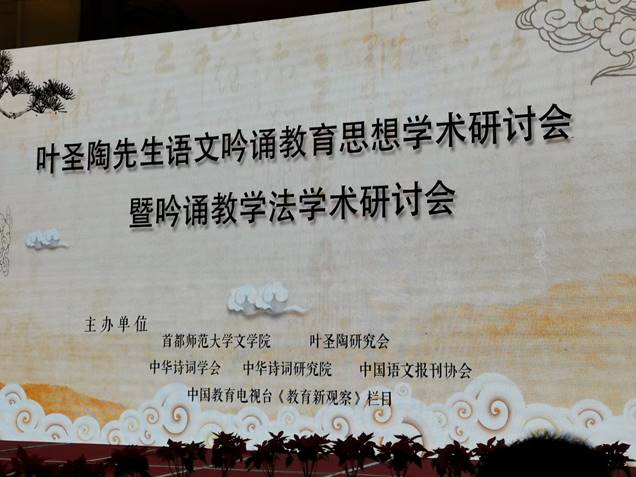 叶圣陶先生语文吟诵教育思想学术研讨会
暨吟诵教学法学术研讨会
主办单位
首都师范大学文学院 叶圣陶研究会
中华诗词学会 中华诗词研究院 中国语文报刊协会
中国教育电视台《教育新观察》栏目